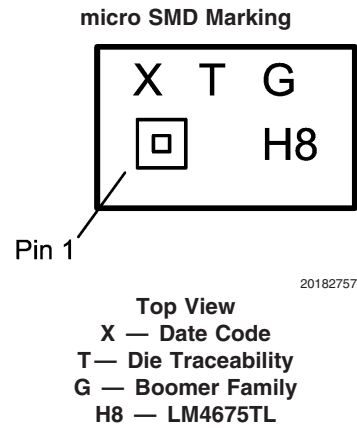 micro SMD Marking
X T G
H8
Pin 1
20182757
Top View
X — Date Code
T — Die Traceability
G — Boomer Family
H8 — LM4675TL